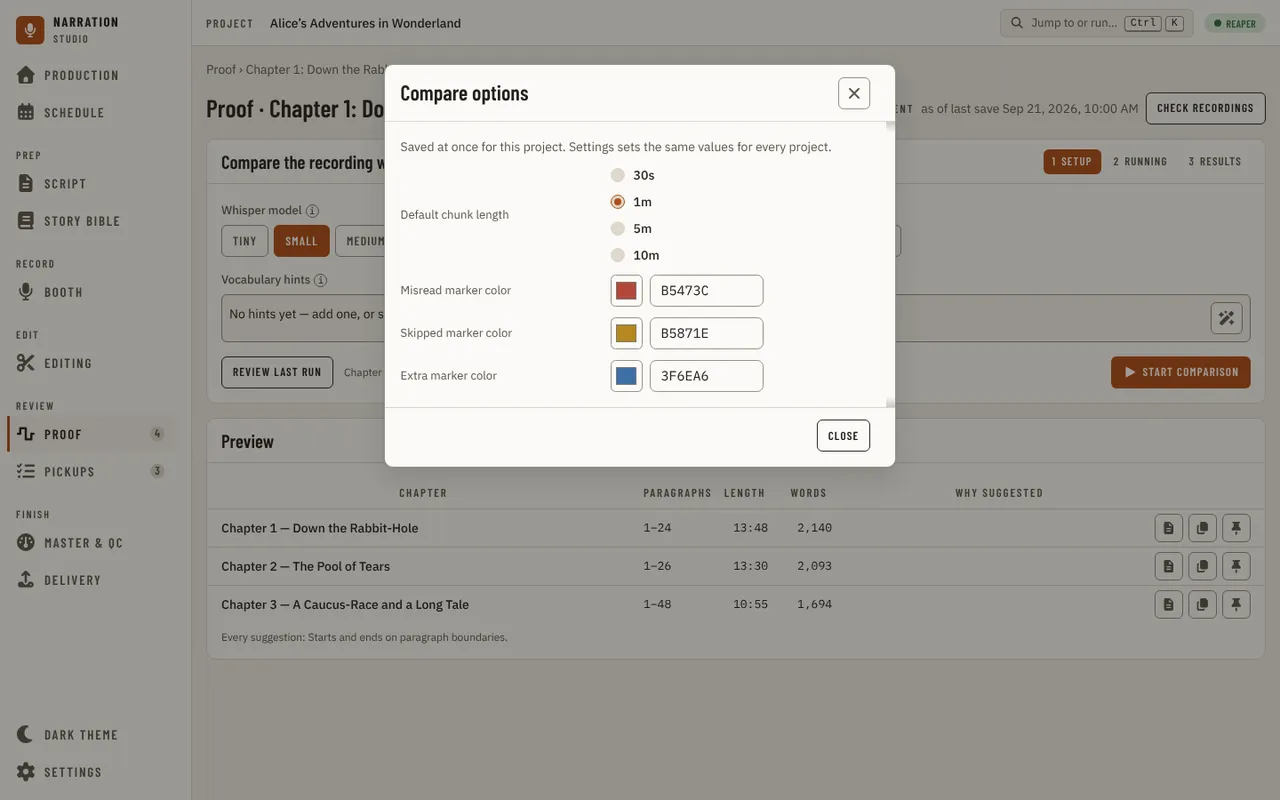 NARRATION
STUDIO
PROJECT Alice's Adventures in Wonderland
Jump to or run… Ctrl K
REAPER
PRODUCTION
SCHEDULE
PREP
SCRIPT
STORY BIBLE
RECORD
BOOTH
EDIT
EDITING
REVIEW
PROOF 4
PICKUPS 3
FINISH
MASTER & QC
DELIVERY
DARK THEME
SETTINGS
Proof › Chapter 1: Down the
Proof · Chapter 1:
as of last save Sep 21, 2026, 10:00 AM CHECK RECORDINGS
Compare the recording
1 SETUP 2 RUNNING 3 RESULTS
Whisper model
TINY SMALL MEDIUM
Vocabulary hints
No hints yet — add one, or
REVIEW LAST RUN Chapter
START COMPARISON
Compare options
Saved at once for this project. Settings sets the same values for every project.
Default chunk length
30s
1m
5m
10m
Misread marker color B5473C
Skipped marker color B5871E
Extra marker color 3F6EA6
CLOSE
Preview
CHAPTER PARAGRAPHS LENGTH WORDS WHY SUGGESTED
Chapter 1 — Down the Rabbit-Hole 1–24 13:48 2,140
Chapter 2 — The Pool of Tears 1–26 13:30 2,093
Chapter 3 — A Caucus-Race and a Long Tale 1–48 10:55 1,694
Every suggestion: Starts and ends on paragraph boundaries.